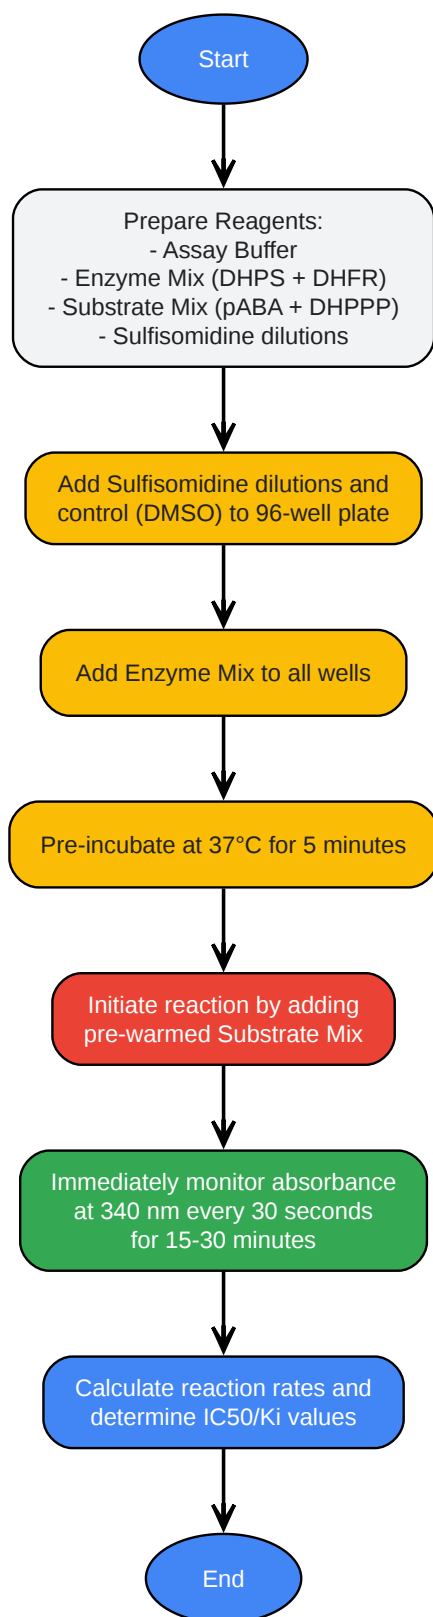 Start
Prepare Reagents:
- Assay Buffer
- Enzyme Mix (DHPS + DHFR)
- Substrate Mix (pABA + DHPPP)
- Sulfisomidine dilutions
Add Sulfisomidine dilutions and
control (DMSO) to 96-well plate
Add Enzyme Mix to all wells
Pre-incubate at 37°C for 5 minutes
Initiate reaction by adding
pre-warmed Substrate Mix
Immediately monitor absorbance
at 340 nm every 30 seconds
for 15-30 minutes
Calculate reaction rates and
determine IC50/Ki values
End